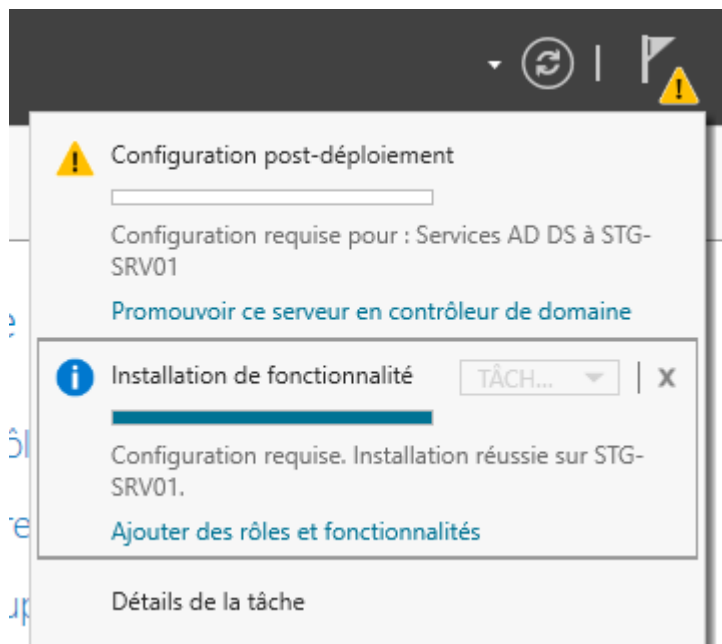 Configuration post-déploiement
Configuration requise pour : Services AD DS à STG-
SRV01
Promouvoir ce serveur en contrôleur de domaine
Installation de fonctionnalité
TÂCH...
X
Configuration requise. Installation réussie sur STG-
SRV01.
Ajouter des rôles et fonctionnalités
Détails de la tâche